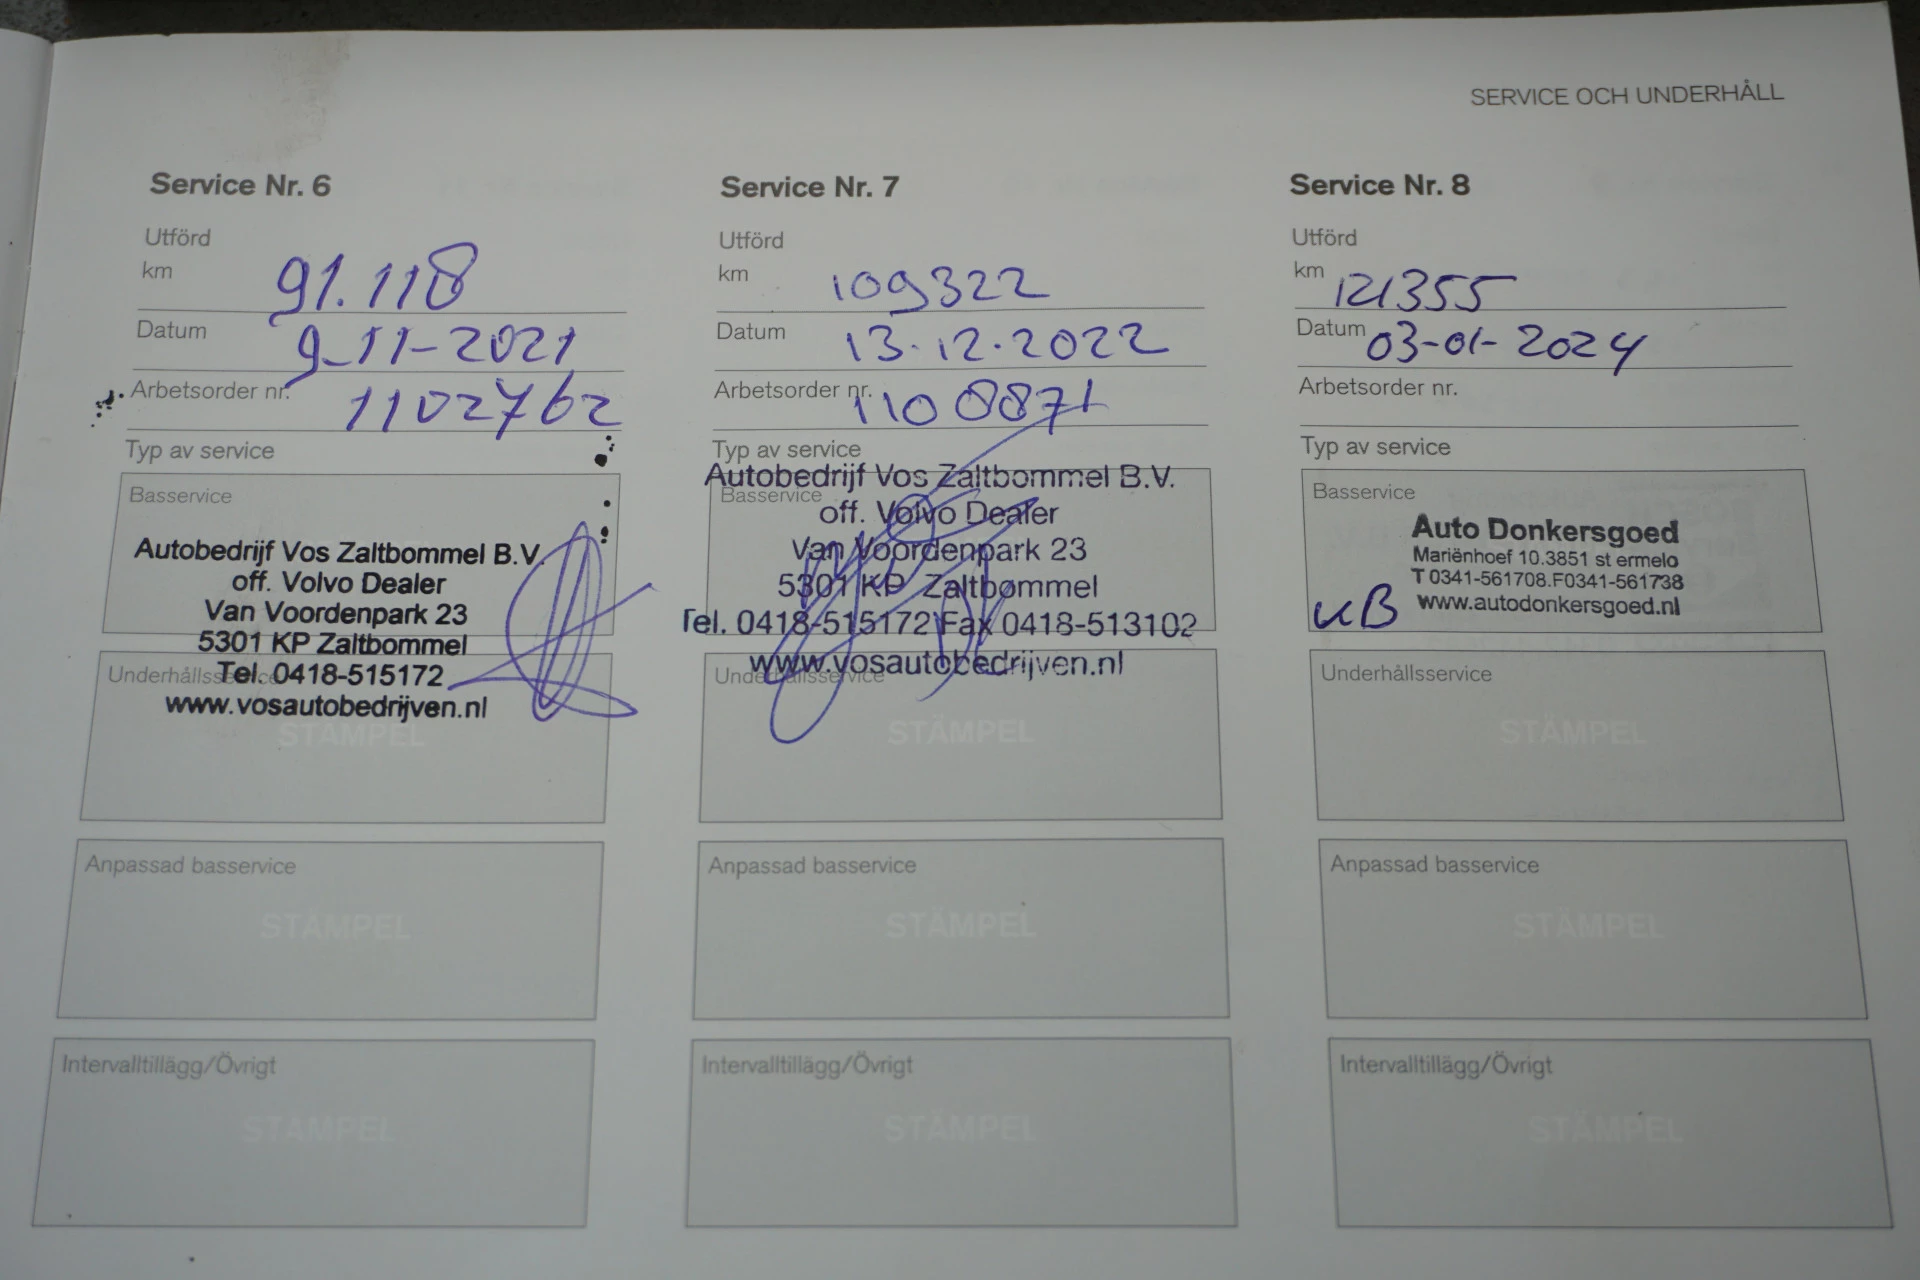 SERVICE OCH UNDERHÅLL
Service Nr. 6
Utförd
km 91.118
Datum 9-11-2021
Arbetsorder nr. 1102762
Typ av service
Basservice
Autobedrijf Vos Zaltbommel B.V.
off. Volvo Dealer
Van Voordenpark 23
5301 KP Zaltbommel
Underhållsservice
Tel. 0418-515172
www.vosautobedrijven.nl
STÄMPEL
Anpassad basservice
STÄMPEL
Intervalltillägg/Övrigt
STÄMPEL
Service Nr. 7
Utförd
km 109322
Datum 13.12.2022
Arbetsorder nr. 1108871
Typ av service
Autobedrijf Vos Zaltbommel B.V.
Basservice
off. Volvo Dealer
Van Voordenpark 23
5301 KP Zaltbommel
Tel. 0418-515172 Fax 0418-513102
www.vosautobedrijven.nl
Underhållsservice
STÄMPEL
Anpassad basservice
STÄMPEL
Intervalltillägg/Övrigt
STÄMPEL
Service Nr. 8
Utförd
km 121355
Datum 03-01-2024
Arbetsorder nr.
Typ av service
Basservice
Auto Donkersgoed
Mariënhoef 10.3851 st ermelo
T 0341-561708.F0341-561738
www.autodonkersgoed.nl
Underhållsservice
STÄMPEL
Anpassad basservice
STÄMPEL
Intervalltillägg/Övrigt
STÄMPEL